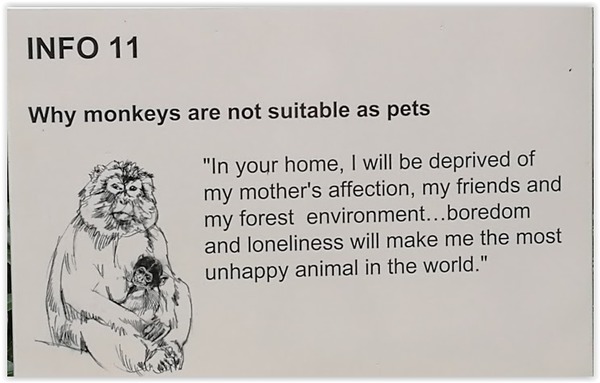 INFO 11
Why monkeys are not suitable as pets
"In your home, I will be deprived of
my mother's affection, my friends and
my forest environment...boredom
and loneliness will make me the most
unhappy animal in the world."